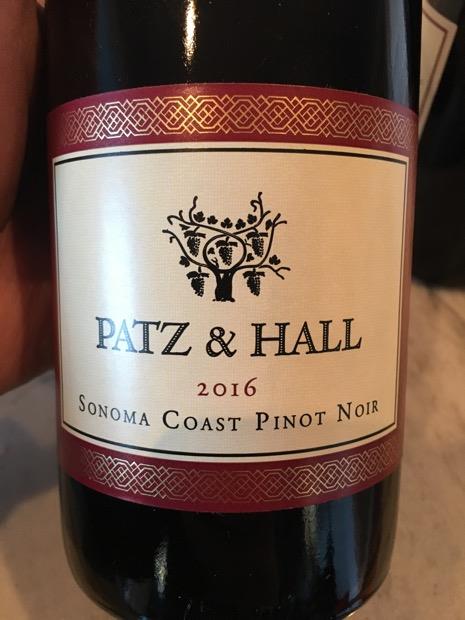 PATZ & HALL
2016
SONOMA COAST PINOT NOIR